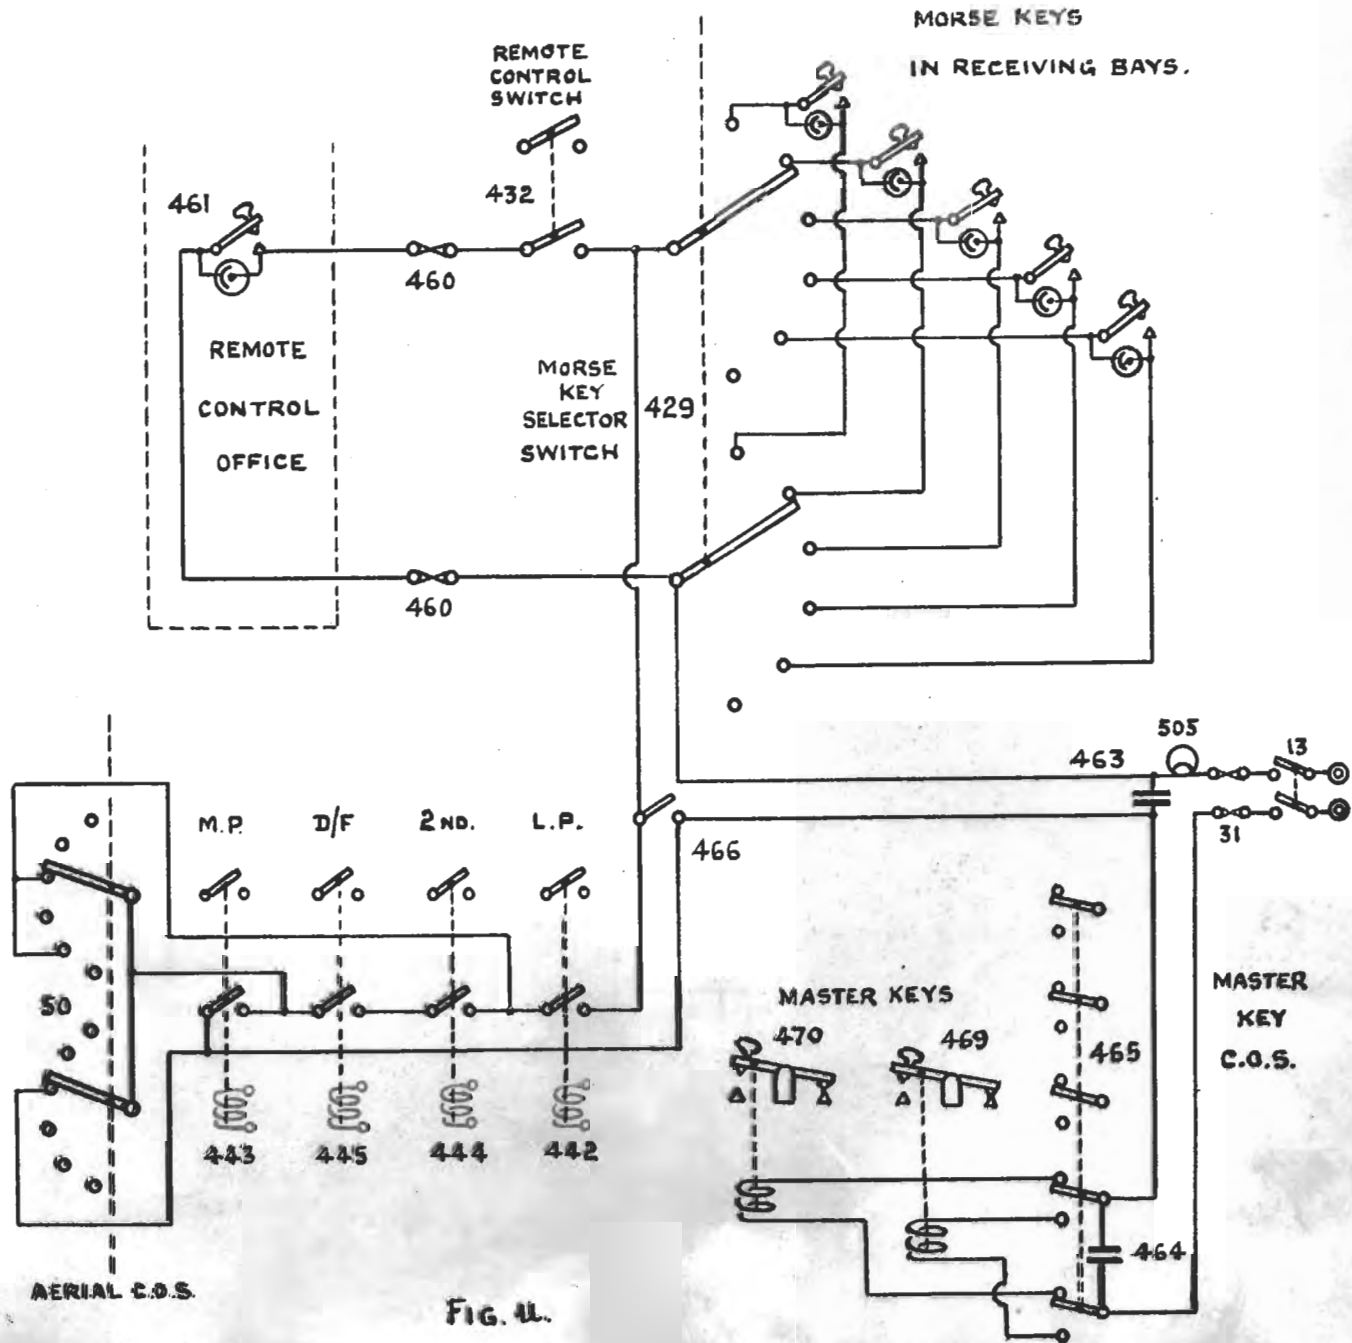 MORSE KEYS
IN RECEIVING BAYS.
REMOTE
CONTROL
SWITCH
461
432
460
REMOTE
CONTROL
OFFICE
MORSE
KEY
SELECTOR
SWITCH
429
460
505
13
463
31
M.P.
D/F
2ND.
L.P.
466
50
MASTER KEYS
470
469
465
MASTER
KEY
C.O.S.
443
445
444
442
464
AERIAL C.O.S.